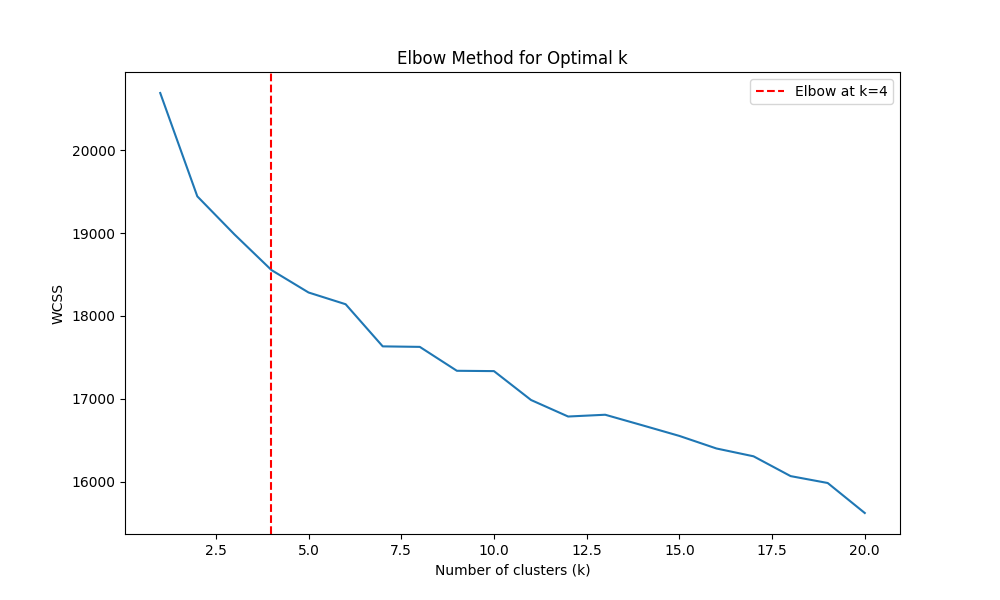 Elbow Method for Optimal k
Elbow at k=4
20000
19000
18000
17000
16000
WCSS
2.5 5.0 7.5 10.0 12.5 15.0 17.5 20.0
Number of clusters (k)